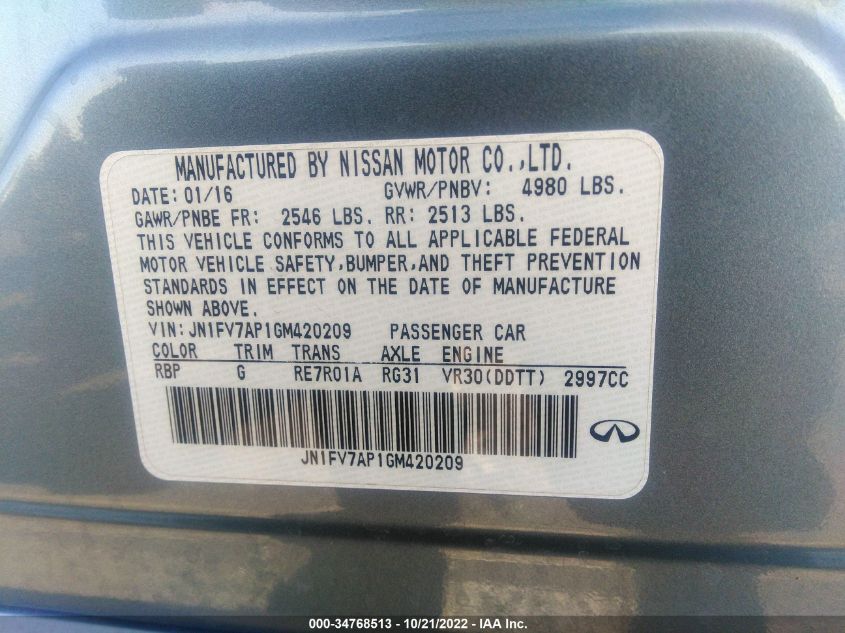 MANUFACTURED BY NISSAN MOTOR CO.,LTD.
DATE: 01/16 GVWR/PNBV: 4980 LBS.
GAWR/PNBE FR: 2546 LBS. RR: 2513 LBS.
THIS VEHICLE CONFORMS TO ALL APPLICABLE FEDERAL
MOTOR VEHICLE SAFETY,BUMPER,AND THEFT PREVENTION
STANDARDS IN EFFECT ON THE DATE OF MANUFACTURE
SHOWN ABOVE.
VIN:JN1FV7AP1GM420209 PASSENGER CAR
COLOR TRIM TRANS AXLE ENGINE
RBP G RE7R01A RG31 VR30(DDTT) 2997CC
JN1FV7AP1GM420209
000-34768513 - 10/21/2022 - IAA Inc.